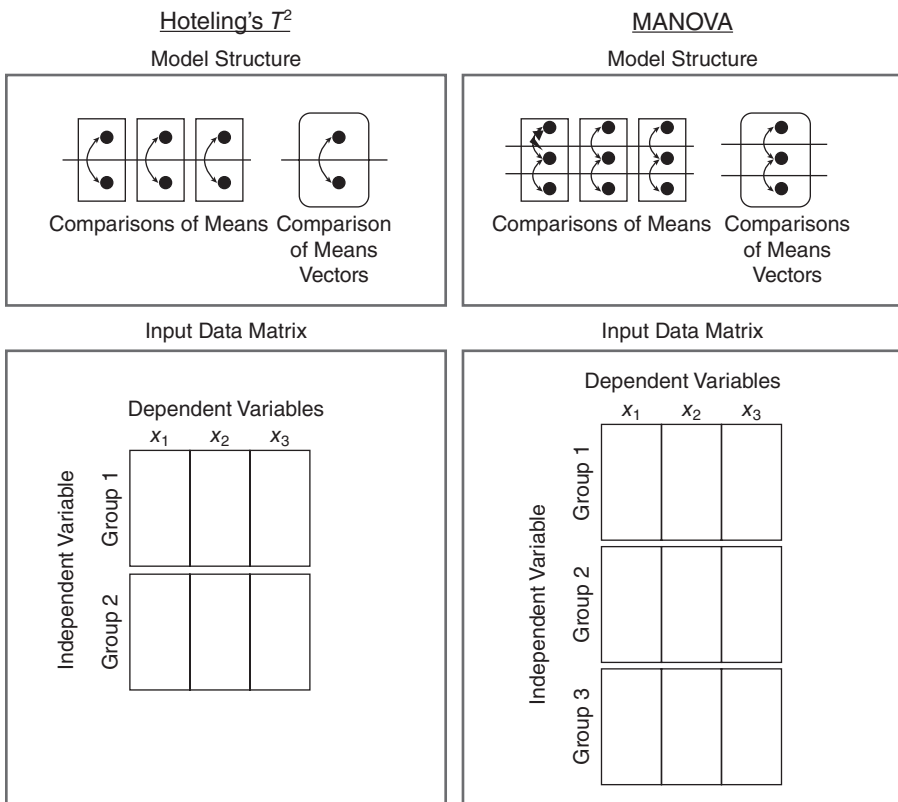 Hoteling's T²
Model Structure
Comparisons of Means
Comparison
of Means
Vectors
Input Data Matrix
Dependent Variables
x₁ x₂ x₃
Independent Variable
Group 1
Group 2
MANOVA
Model Structure
Comparisons of Means
Comparisons
of Means
Vectors
Input Data Matrix
Dependent Variables
x₁ x₂ x₃
Independent Variable
Group 1
Group 2
Group 3